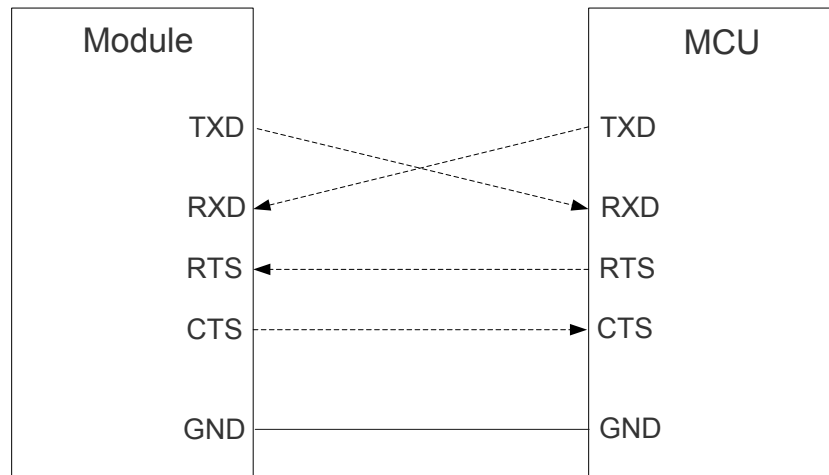 Module MCU
TXD TXD
RXD RXD
RTS RTS
CTS CTS
GND GND